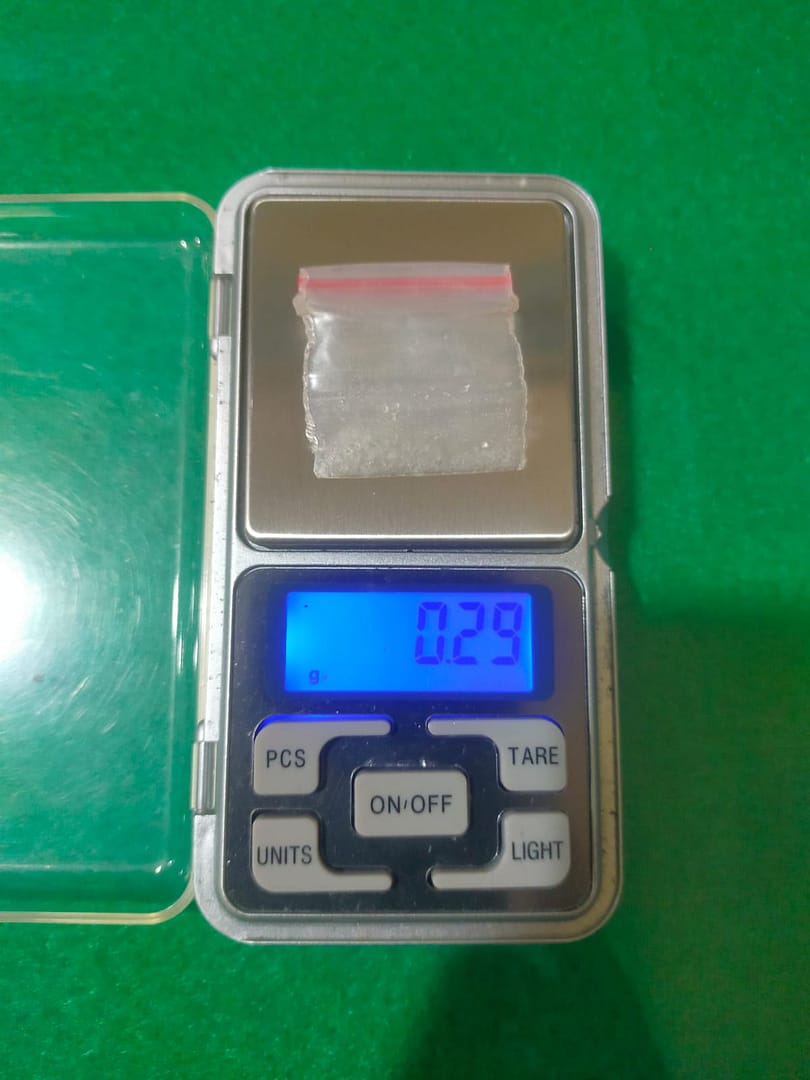 0.29
g
PCS
TARE
ON/OFF
UNITS
LIGHT